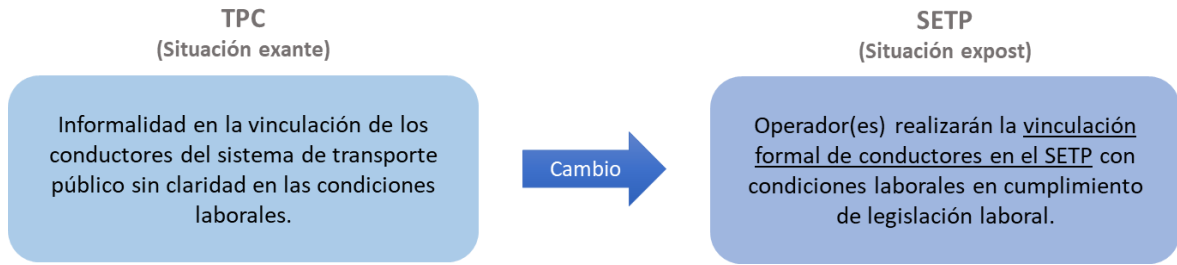 TPC
(Situación exante)
Informalidad en la vinculación de los
conductores del sistema de transporte
público sin claridad en las condiciones
laborales.
Cambio
SETP
(Situación expost)
Operador(es) realizarán la vinculación
formal de conductores en el SETP con
condiciones laborales en cumplimiento
de legislación laboral.